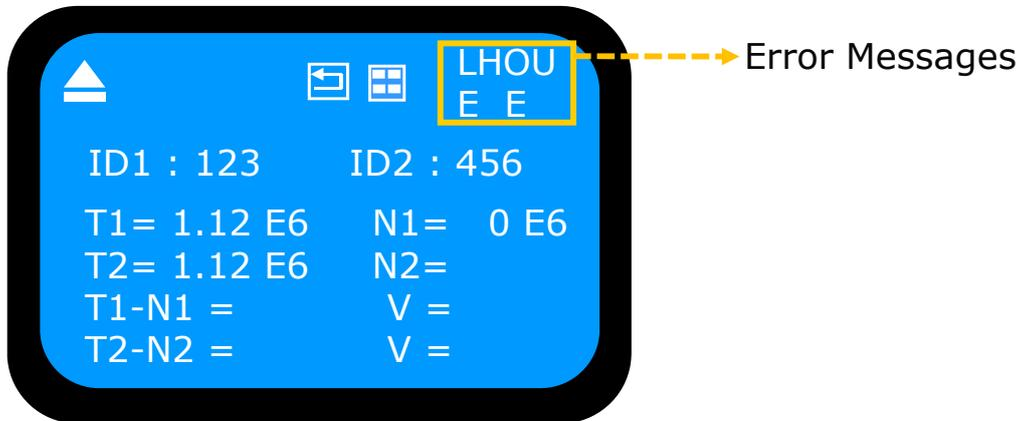 LHOU
E E
Error Messages
ID1 : 123 ID2 : 456
T1= 1.12 E6 N1= 0 E6
T2= 1.12 E6 N2=
T1-N1 = V =
T2-N2 = V =